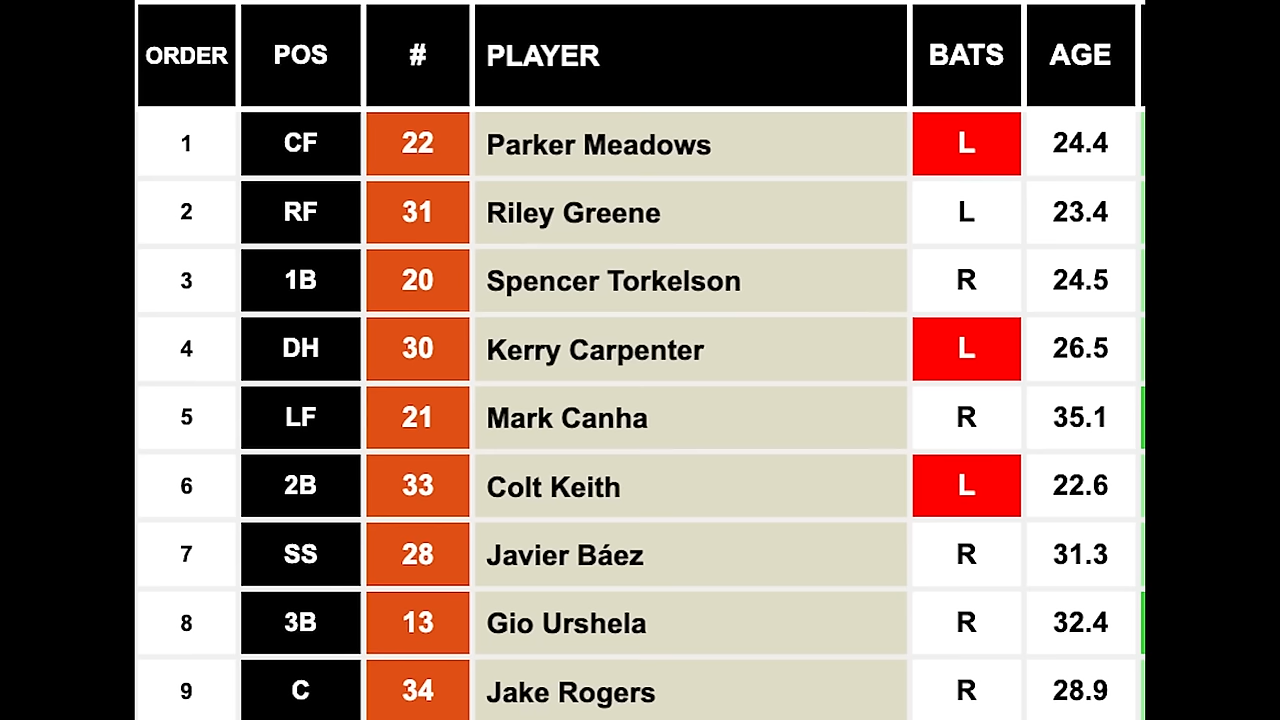 ORDER POS # PLAYER BATS AGE
1 CF 22 Parker Meadows L 24.4
2 RF 31 Riley Greene L 23.4
3 1B 20 Spencer Torkelson R 24.5
4 DH 30 Kerry Carpenter L 26.5
5 LF 21 Mark Canha R 35.1
6 2B 33 Colt Keith L 22.6
7 SS 28 Javier Báez R 31.3
8 3B 13 Gio Urshela R 32.4
9 C 34 Jake Rogers R 28.9